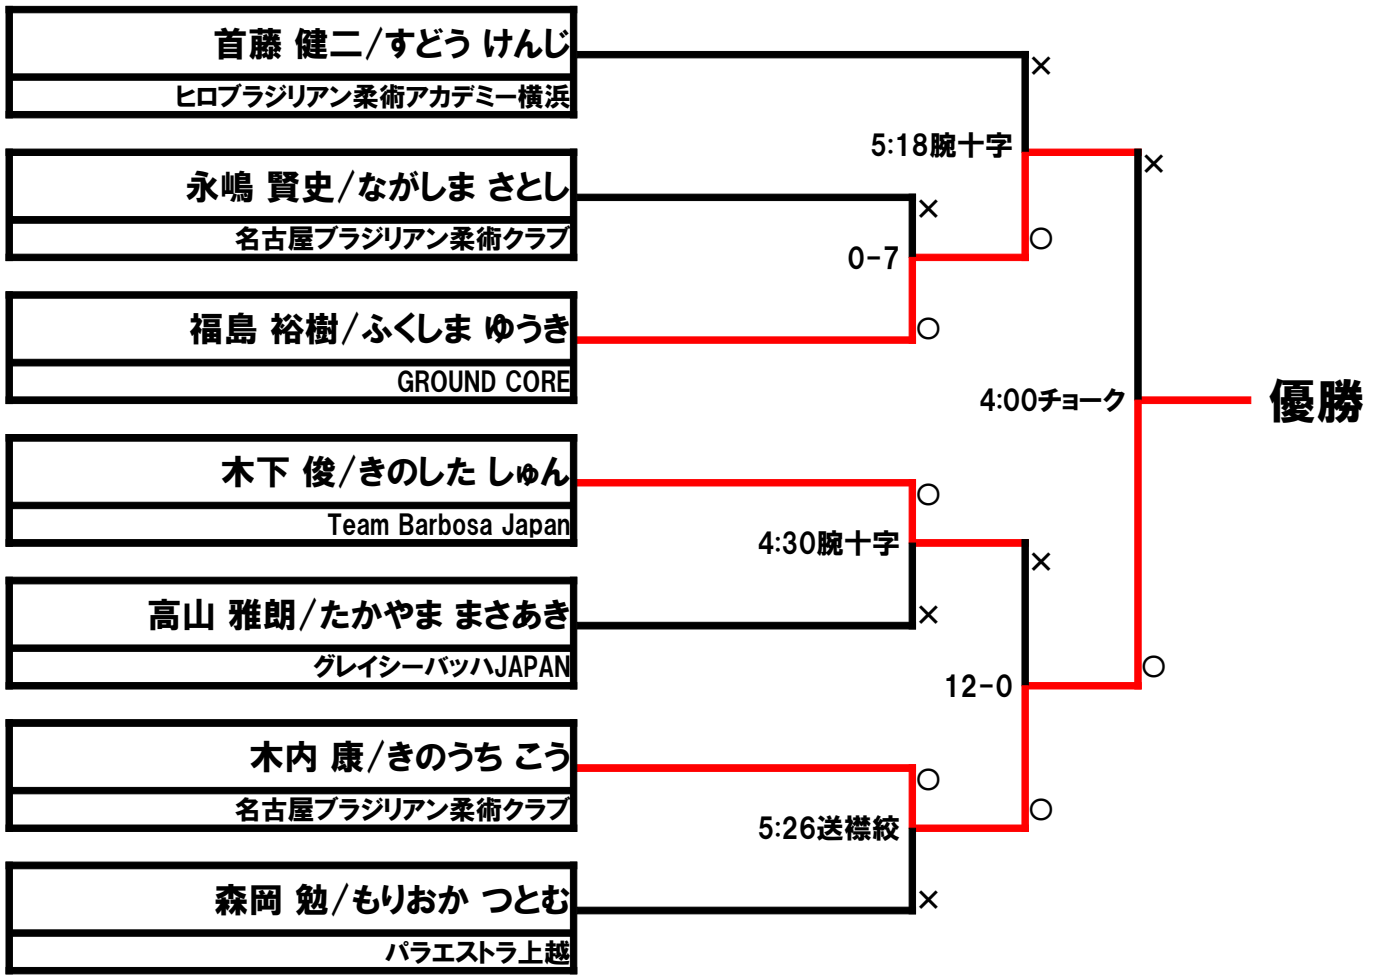 首藤 健二/すどう けんじ
ヒロブラジリアン柔術アカデミー横浜
×
5:18腕十字
永嶋 賢史/ながしま さとし
名古屋ブラジリアン柔術クラブ
×
×
0-7
○
福島 裕樹/ふくしま ゆうき
GROUND CORE
○
4:00チョーク
優勝
木下 俊/きのした しゅん
Team Barbosa Japan
○
4:30腕十字
×
高山 雅朗/たかやま まさあき
グレイシーバッハJAPAN
×
12-0
○
木内 康/きのうち こう
名古屋ブラジリアン柔術クラブ
○
5:26送襟絞
○
森岡 勉/もりおか つとむ
パラエストラ上越
×